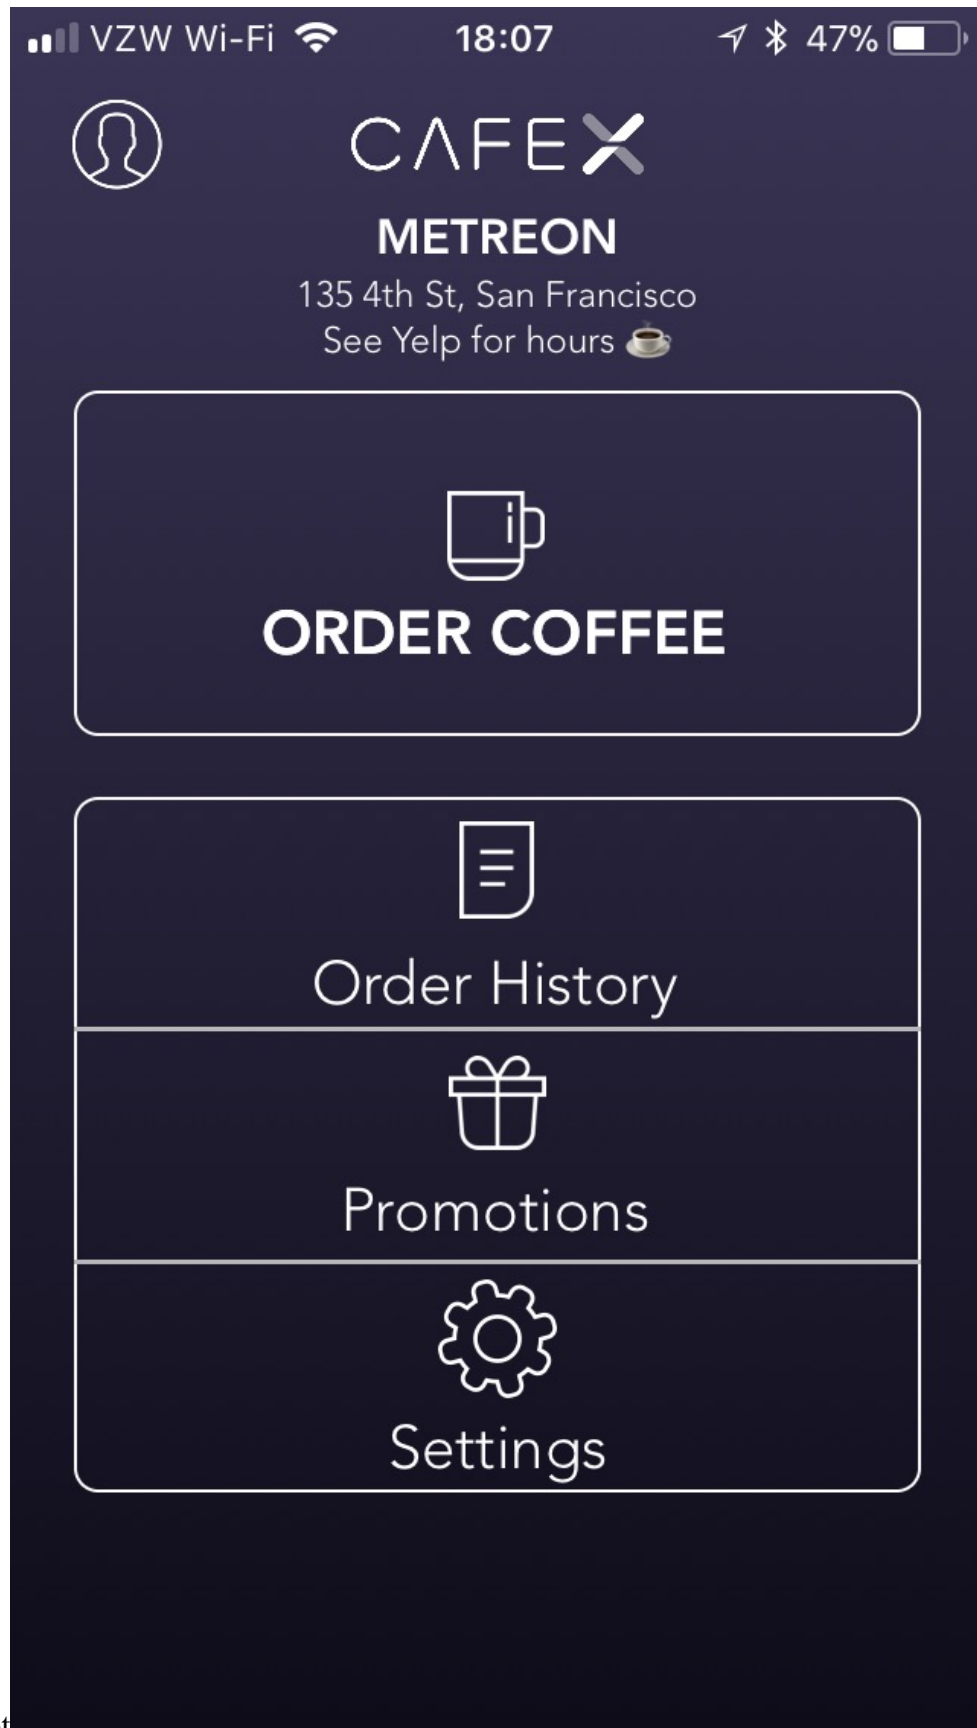 VZW Wi-Fi 18:07 47%
CAFEX
METREON
135 4th St, San Francisco
See Yelp for hours ☕
ORDER COFFEE
Order History
Promotions
Settings
t